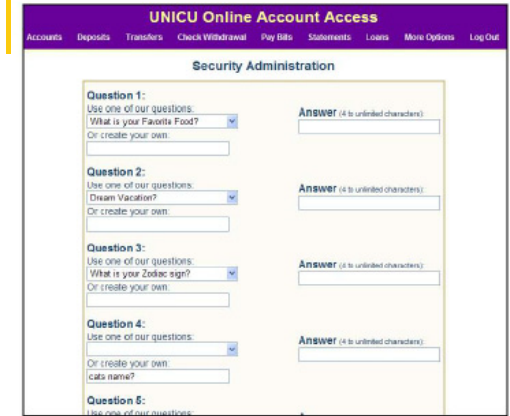 UNICU Online Account Access
Accounts Deposits Transfers Check Withdrawal Pay Bills Statements Loans More Options Log Out
Security Administration
Question 1:
Use one of our questions:
What is your Favorite Food?
Or create your own:
Answer (4 to unlimited characters):
Question 2:
Use one of our questions:
Dream Vacation?
Or create your own:
Answer (4 to unlimited characters):
Question 3:
Use one of our questions:
What is your Zodiac sign?
Or create your own:
Answer (4 to unlimited characters):
Question 4:
Use one of our questions:
Or create your own:
cats name?
Answer (4 to unlimited characters):
Question 5:
Use one of our questions: